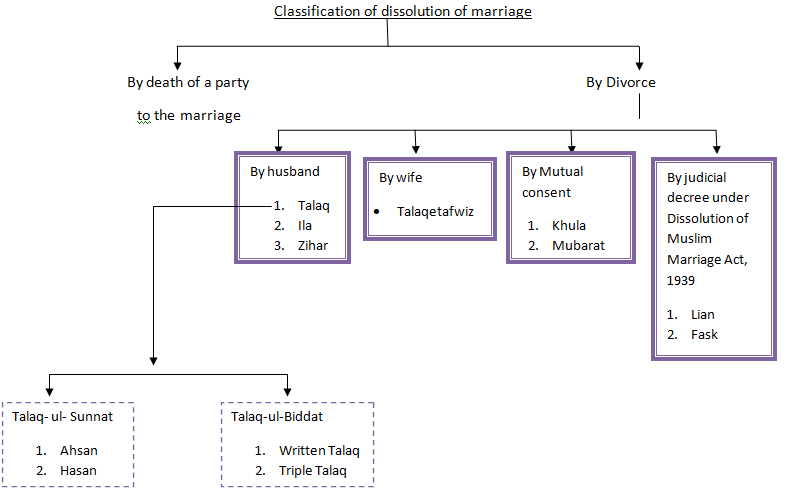 Classification of dissolution of marriage
By death of a party
to the marriage
By Divorce
By husband
1. Talaq
2. Ila
3. Zihar
By wife
• Talaqetafwiz
By Mutual
consent
1. Khula
2. Mubarat
By judicial
decree under
Dissolution of
Muslim
Marriage Act,
1939
1. Lian
2. Fask
Talaq- ul- Sunnat
1. Ahsan
2. Hasan
Talaq-ul-Biddat
1. Written Talaq
2. Triple Talaq